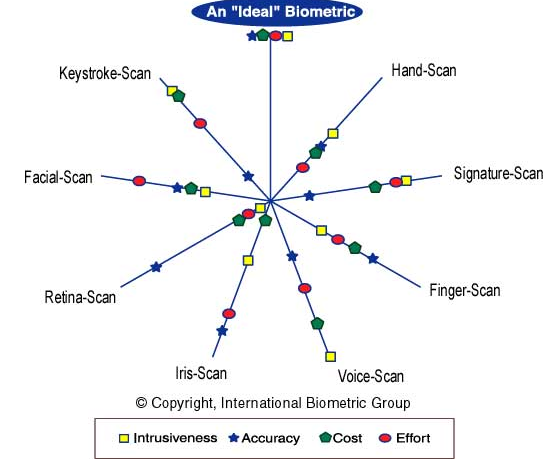 An "Ideal" Biometric
Keystroke-Scan
Hand-Scan
Facial-Scan
Signature-Scan
Retina-Scan
Finger-Scan
Iris-Scan
Voice-Scan
© Copyright, International Biometric Group
Intrusiveness Accuracy Cost Effort